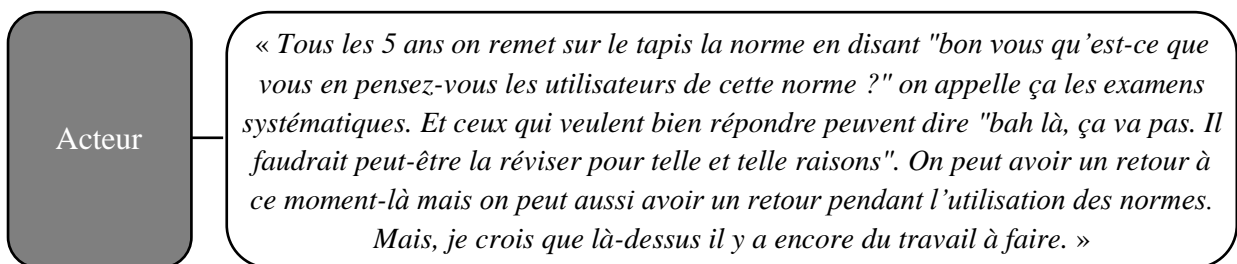 Acteur
« Tous les 5 ans on remet sur le tapis la norme en disant "bon vous qu’est-ce que
vous en pensez-vous les utilisateurs de cette norme ?" on appelle ça les examens
systématiques. Et ceux qui veulent bien répondre peuvent dire "bah là, ça va pas. Il
faudrait peut-être la réviser pour telle et telle raisons". On peut avoir un retour à
ce moment-là mais on peut aussi avoir un retour pendant l’utilisation des normes.
Mais, je crois que là-dessus il y a encore du travail à faire. »